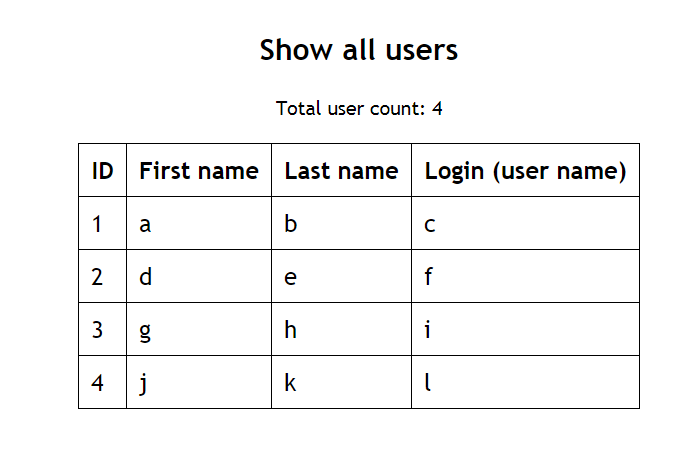 Show all users
Total user count: 4
ID First name Last name Login (user name)
1 a b c
2 d e f
3 g h i
4 j k l